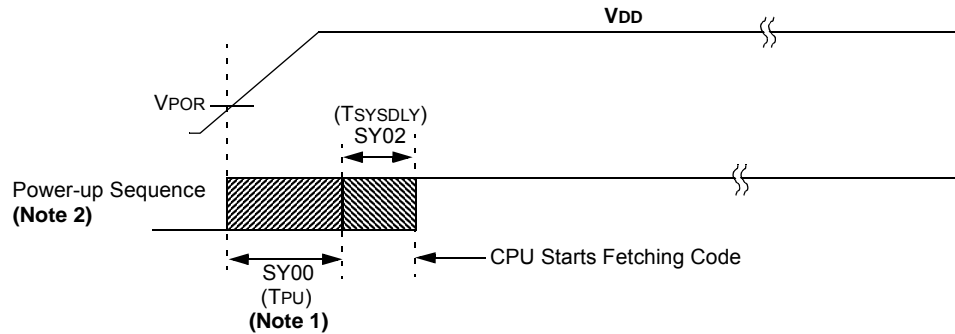 VDD
VPOR
(TSYSDLY)
SY02
Power-up Sequence
(Note 2)
CPU Starts Fetching Code
SY00
(TPU)
(Note 1)